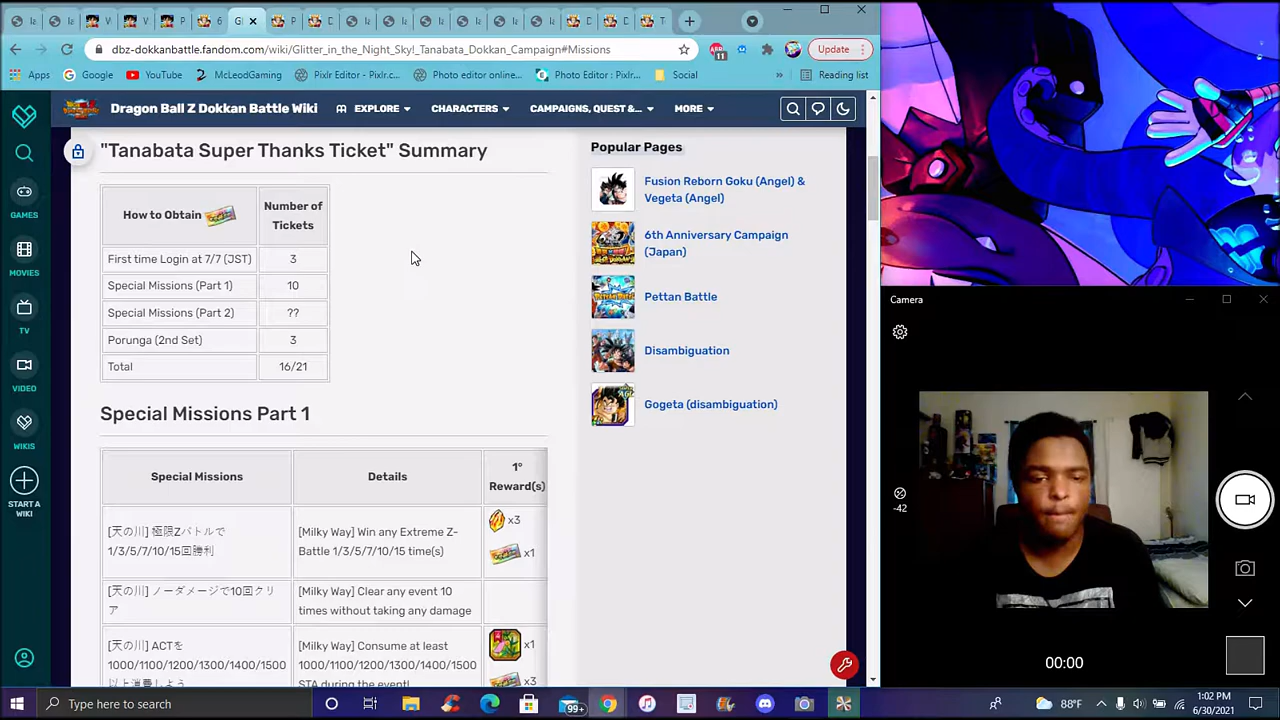 dbz-dokkanbattle.fandom.com/wiki/Glitter_in_the_Night_Sky!_Tanabata_Dokkan_Campaign#Missions
11
Update
Apps
Google
YouTube
McLeodGaming
Pixlr Editor - Pixlr.c...
Photo editor online...
Photo Editor : Pixlr...
Social
»
Reading list
Dragon Ball Z Dokkan Battle Wiki
EXPLORE
CHARACTERS
CAMPAIGNS, QUEST &...
MORE
GAMES
MOVIES
TV
VIDEO
WIKIS
START A
WIKI
"Tanabata Super Thanks Ticket" Summary
How to Obtain
Number of
Tickets
First time Login at 7/7 (JST)
3
Special Missions (Part 1)
10
Special Missions (Part 2)
??
Porunga (2nd Set)
3
Total
16/21
Special Missions Part 1
Special Missions
Details
1°
Reward(s)
[天の川] 極限Zバトルで
1/3/5/7/10/15回勝利
[Milky Way] Win any Extreme Z-
Battle 1/3/5/7/10/15 time(s)
x3
x1
[天の川] ノーダメージで10回クリ
ア
[Milky Way] Clear any event 10
times without taking any damage
[天の川] ACTを
1000/1100/1200/1300/1400/1500
[Milky Way] Consume at least
1000/1100/1200/1300/1400/1500
STA during the event!
x1
x3
Popular Pages
Fusion Reborn Goku (Angel) &
Vegeta (Angel)
6th Anniversary Campaign
(Japan)
Pettan Battle
Disambiguation
Gogeta (disambiguation)
Camera
-42
00:00
Type here to search
99+
88°F
1:02 PM
6/30/2021